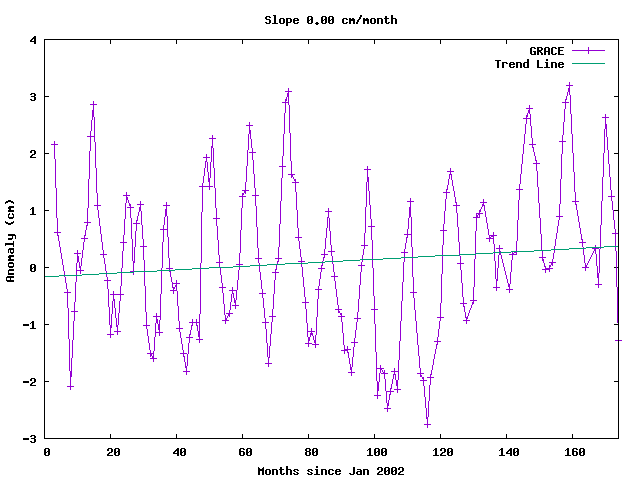 Slope 0.00 cm/month
GRACE
Trend Line
4
3
2
1
0
-1
-2
-3
Anomaly (cm)
0 20 40 60 80 100 120 140 160
Months since Jan 2002